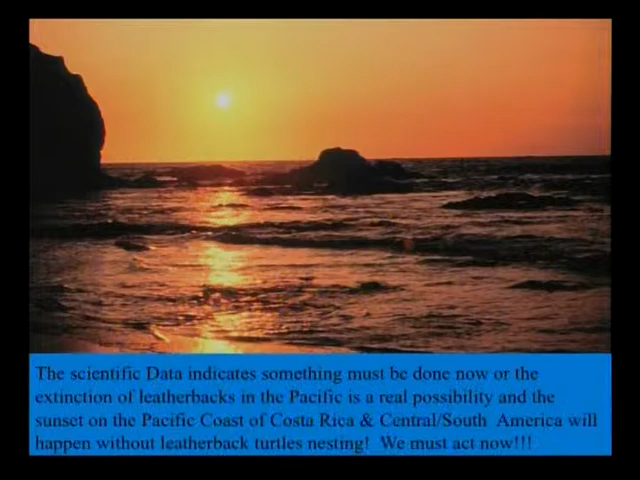 The scientific Data indicates something must be done now or the
extinction of leatherbacks in the Pacific is a real possibility and the
sunset on the Pacific Coast of Costa Rica & Central/South  America will
happen without leatherback turtles nesting!  We must act now!!!